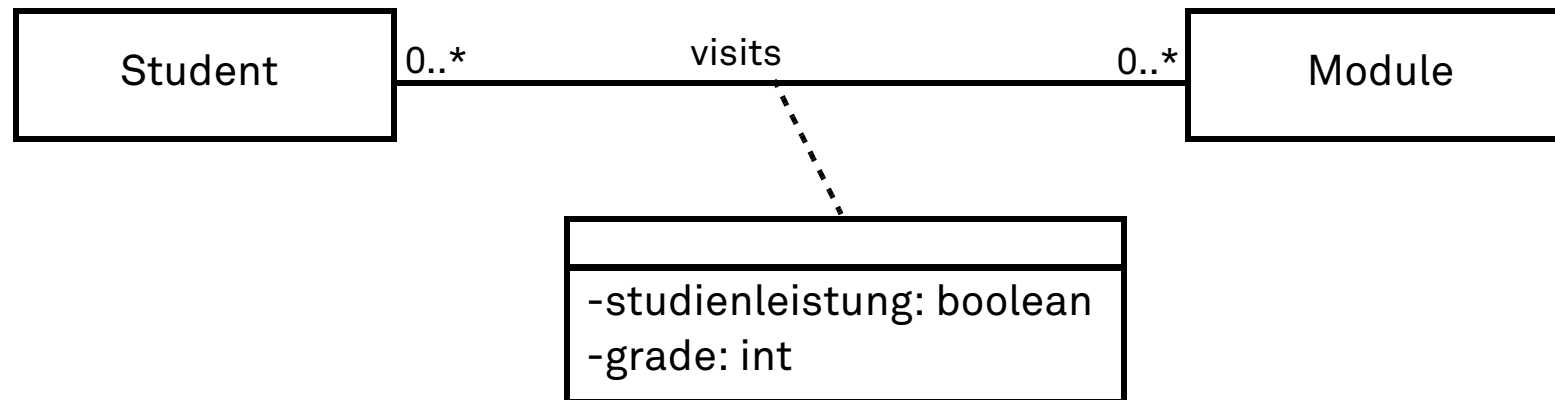 Student
0..*
visits
0..*
Module
-studienleistung: boolean
-grade: int